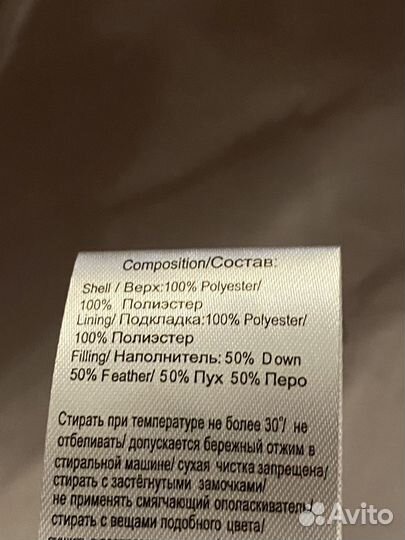 Composition/Состав:
Shell / Верх:100% Polyester/
100% Полиэстер
Lining/ Подкладка:100% Polyester/
100% Полиэстер
Filling/ Наполнитель: 50% Down
50% Feather/ 50% Пух 50% Перо
Стирать при температуре не более 30°/ не
отбеливать/ допускается бережный отжим в
стиральной машине/ сухая чистка запрещена/
стирать с застёгнутыми замочками/
не применять смягчающий ополаскиватель/
стирать с вещами подобного цвета/
Avito